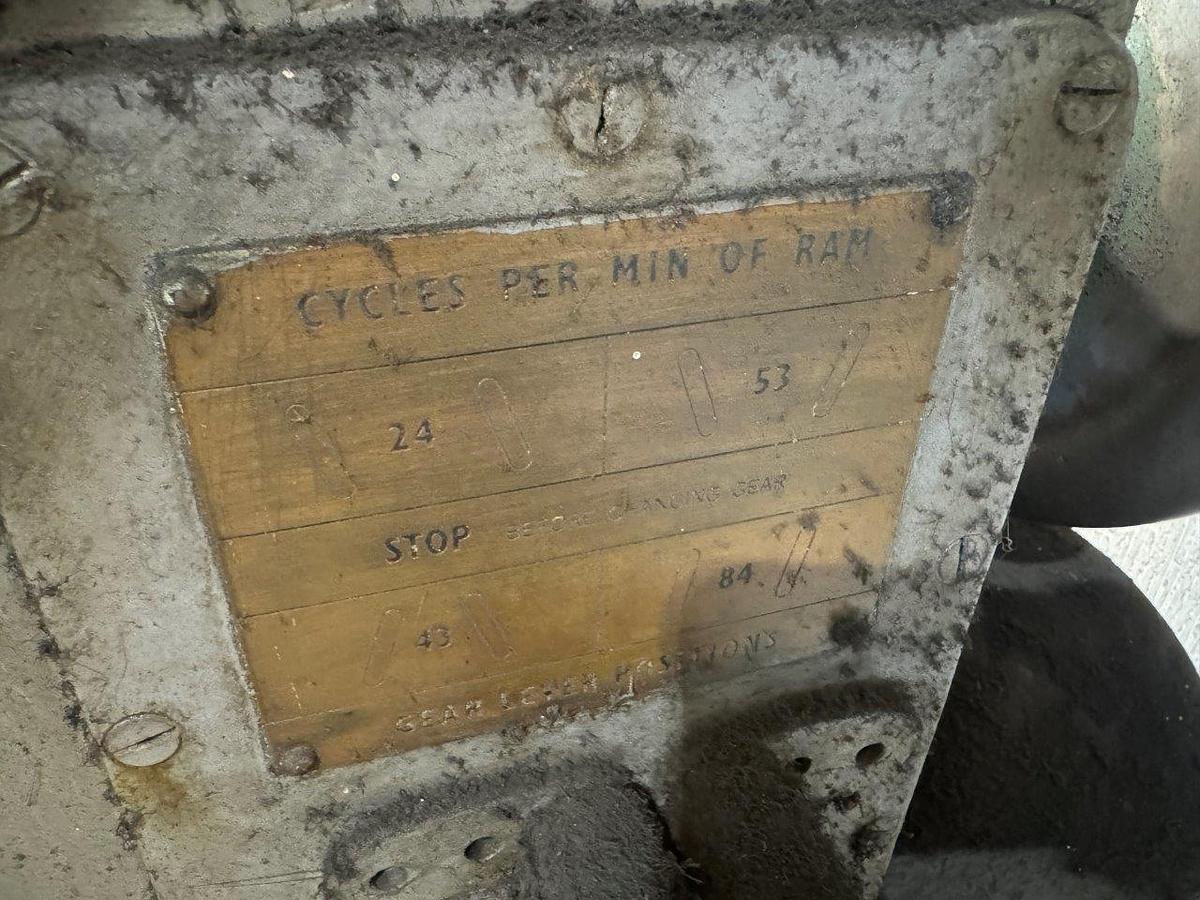 CYCLES PER MIN OF RAM
24 53
STOP BEFORE CHANGING GEAR
43 84
GEAR LEVER POSITIONS
E